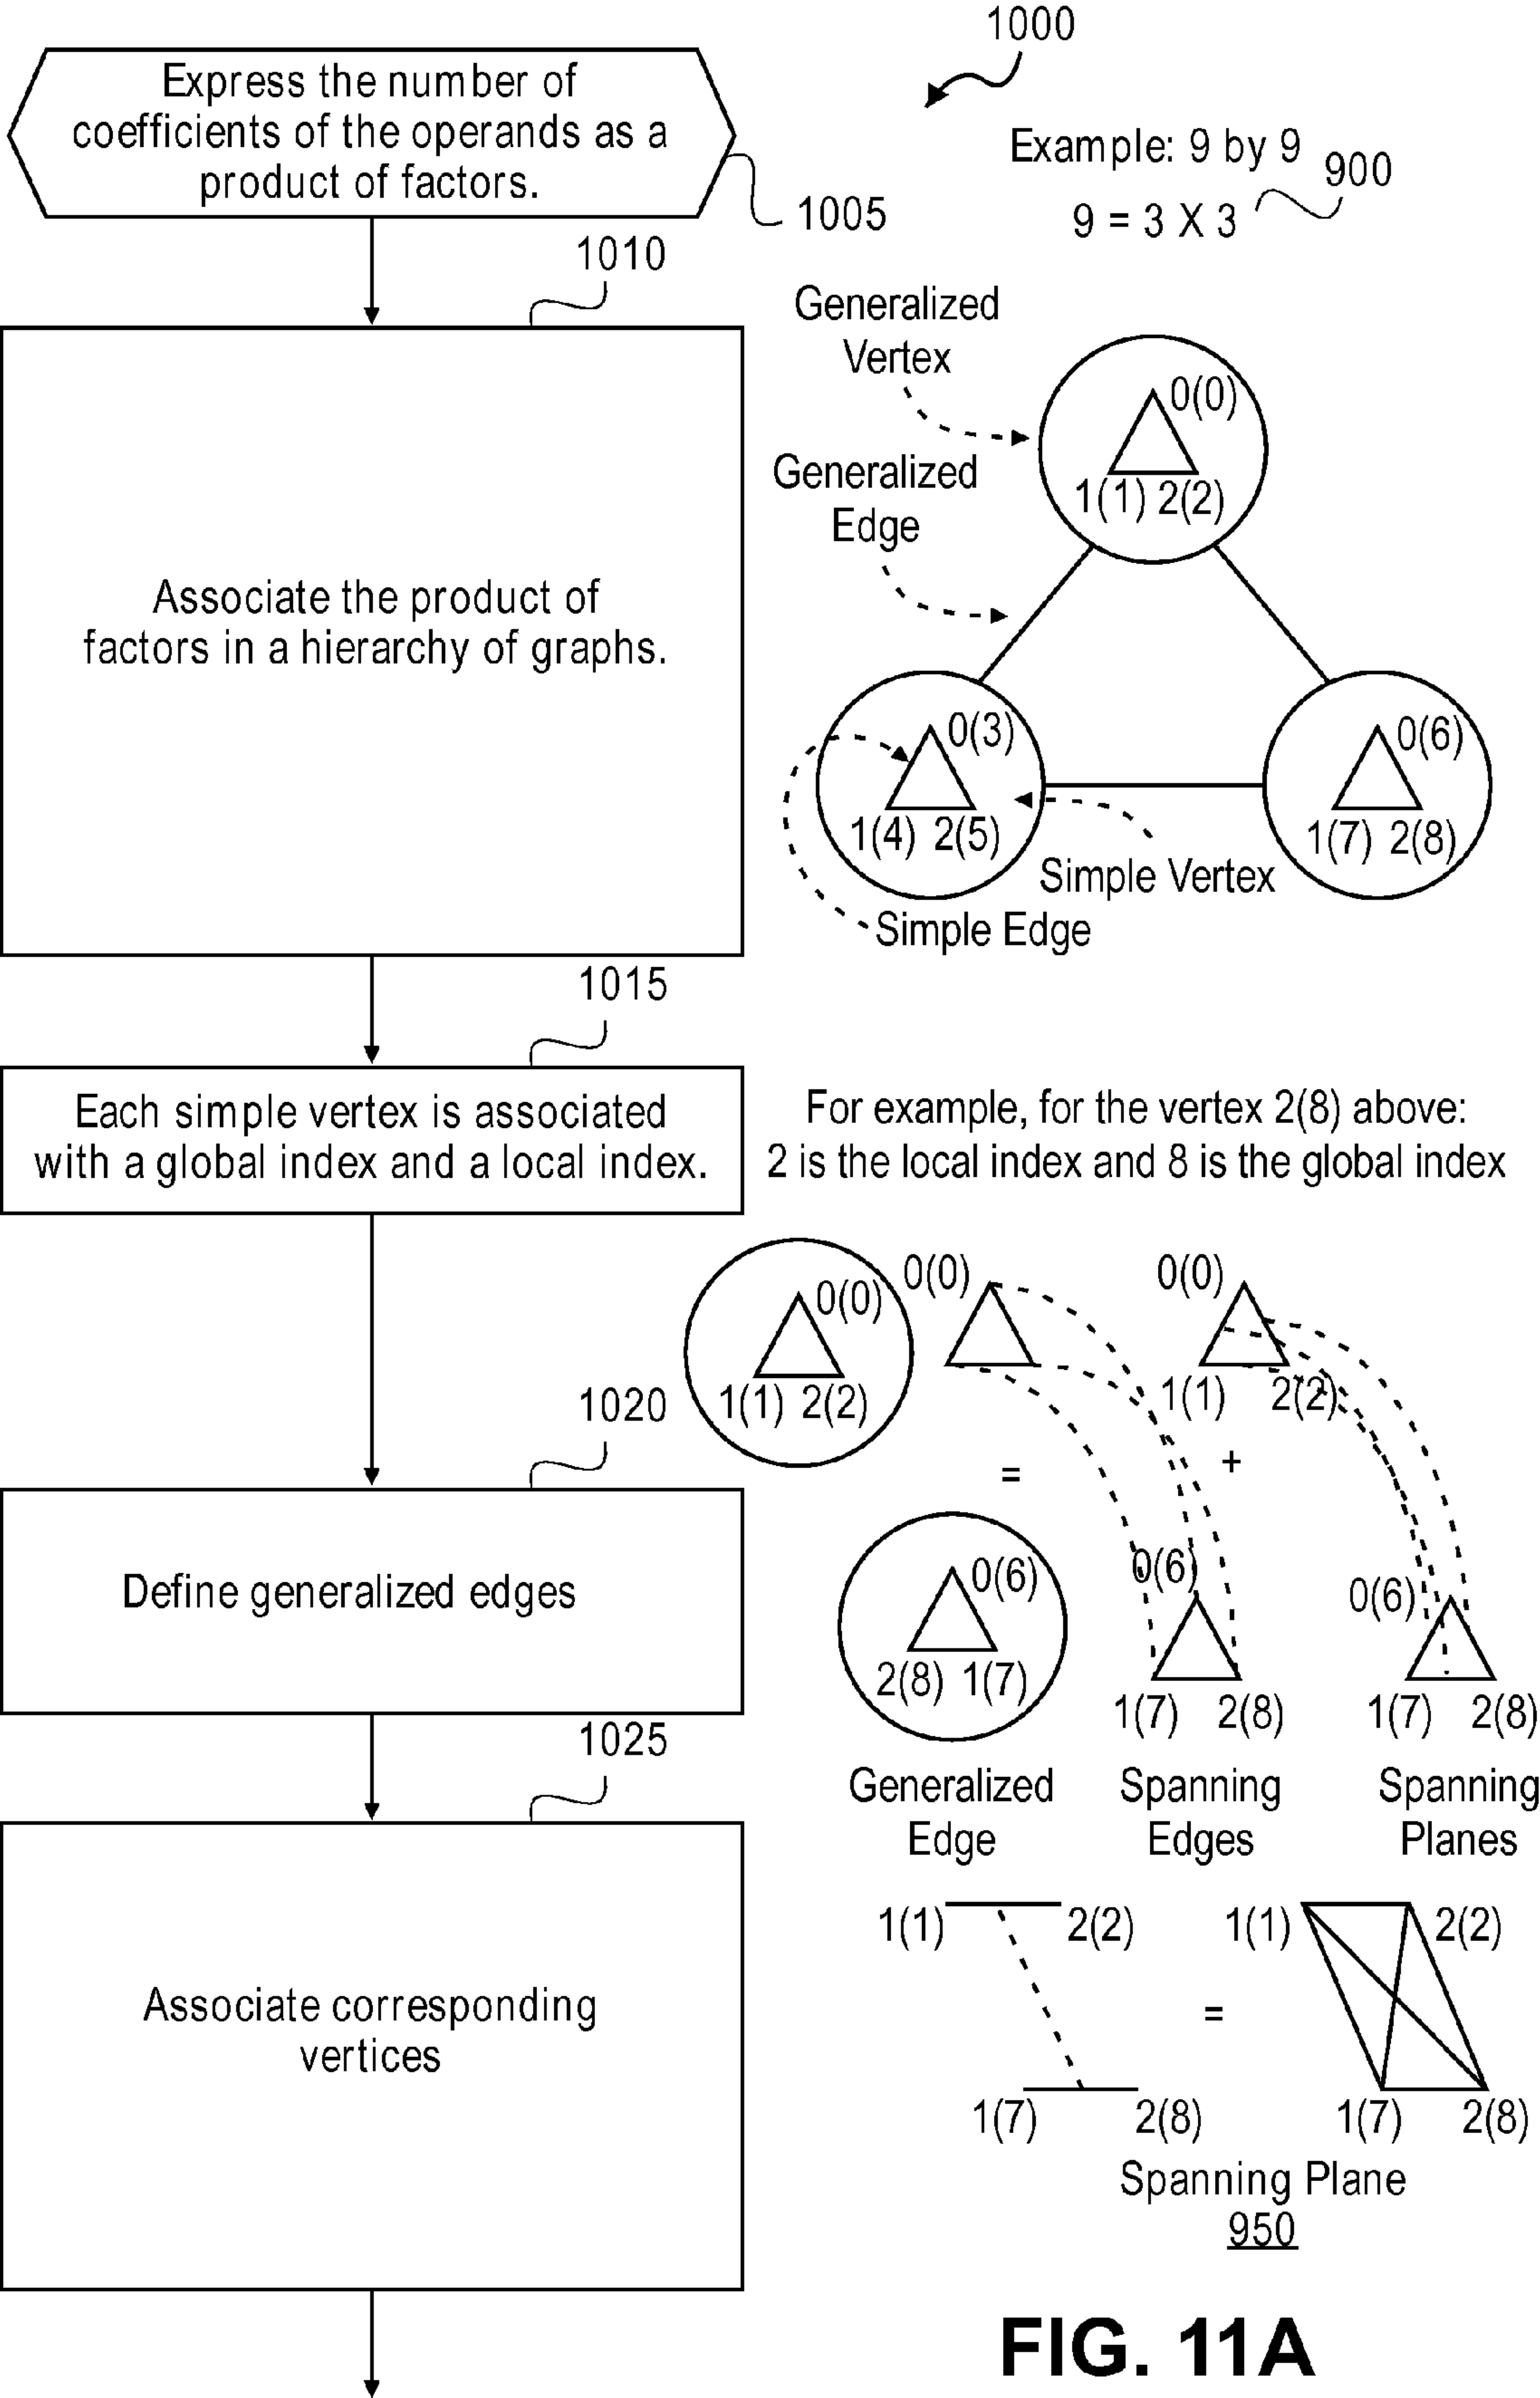 1000
Express the number of
coefficients of the operands as a
product of factors.
1005
Example: 9 by 9
900
9 = 3 X 3
1010
Generalized
Vertex
0(0)
1(1) 2(2)
Generalized
Edge
Associate the product of
factors in a hierarchy of graphs.
0(3)
1(4) 2(5)
0(6)
1(7) 2(8)
Simple Vertex
Simple Edge
1015
Each simple vertex is associated
with a global index and a local index.
For example, for the vertex 2(8) above:
2 is the local index and 8 is the global index
0(0)
1(1) 2(2)
0(0)
0(0)
1(1) 2(2)
= +
1020
Define generalized edges
0(6)
2(8) 1(7)
0(6)
1(7) 2(8)
0(6)
1(7) 2(8)
Generalized
Edge
Spanning
Edges
Spanning
Planes
1025
Associate corresponding
vertices
1(1) 2(2)
1(7) 2(8)
=
1(1) 2(2)
1(7) 2(8)
Spanning Plane
950
FIG. 11A